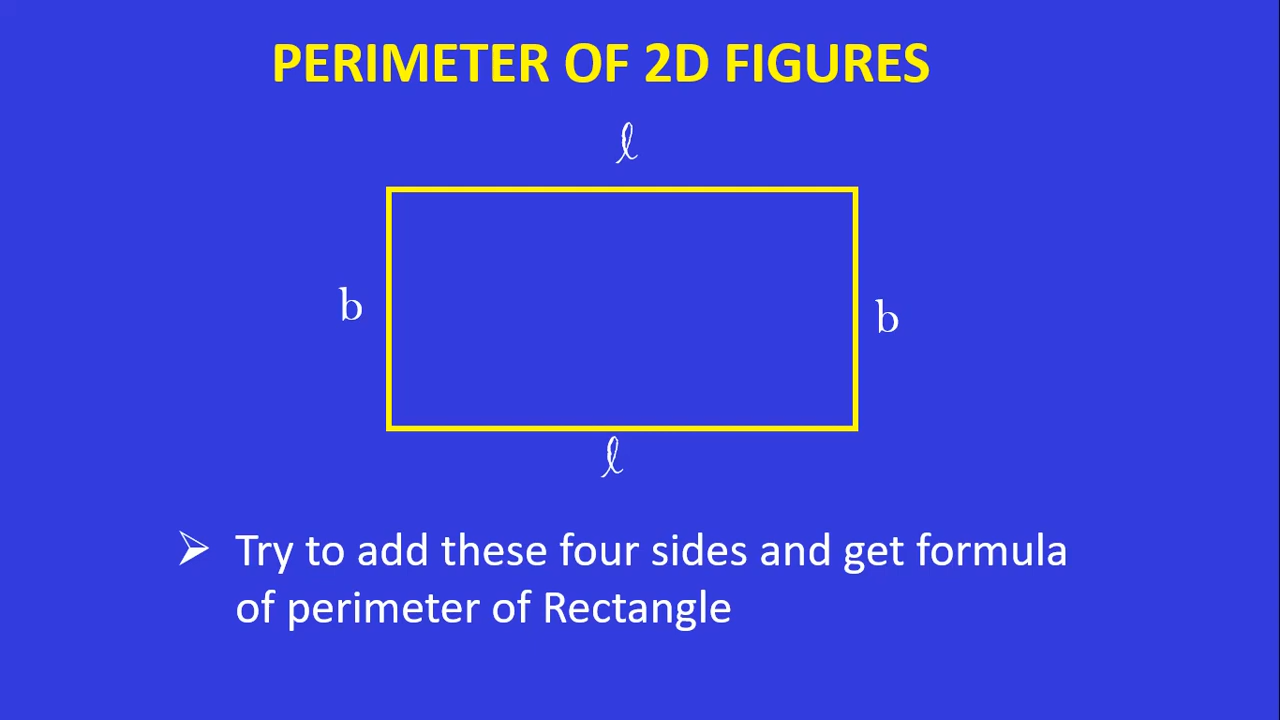 PERIMETER OF 2D FIGURES
ℓ
b
b
ℓ
➢ Try to add these four sides and get formula
of perimeter of Rectangle